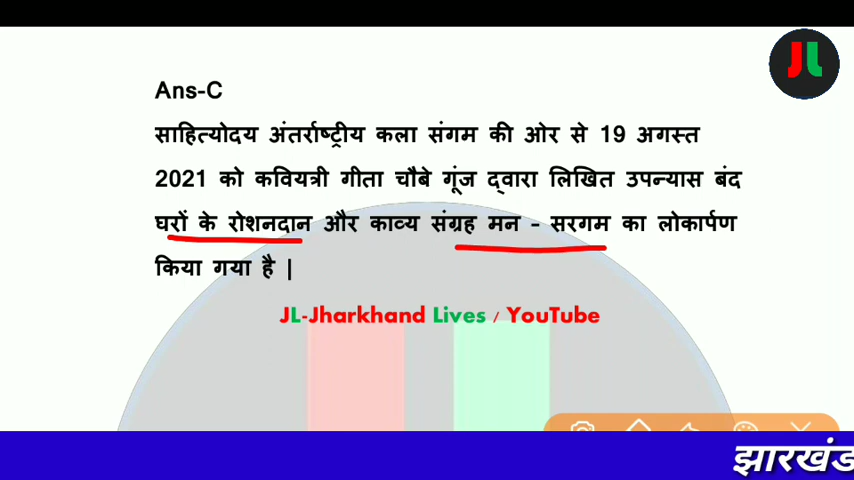 JL
Ans-C
साहित्योदय अंतर्राष्ट्रीय कला संगम की ओर से 19 अगस्त
2021 को कवियत्री गीता चौबे गूंज द्वारा लिखित उपन्यास बंद
घरों के रोशनदान और काव्य संग्रह मन - सरगम का लोकार्पण
किया गया है |
JL-Jharkhand Lives / YouTube
झारखंड